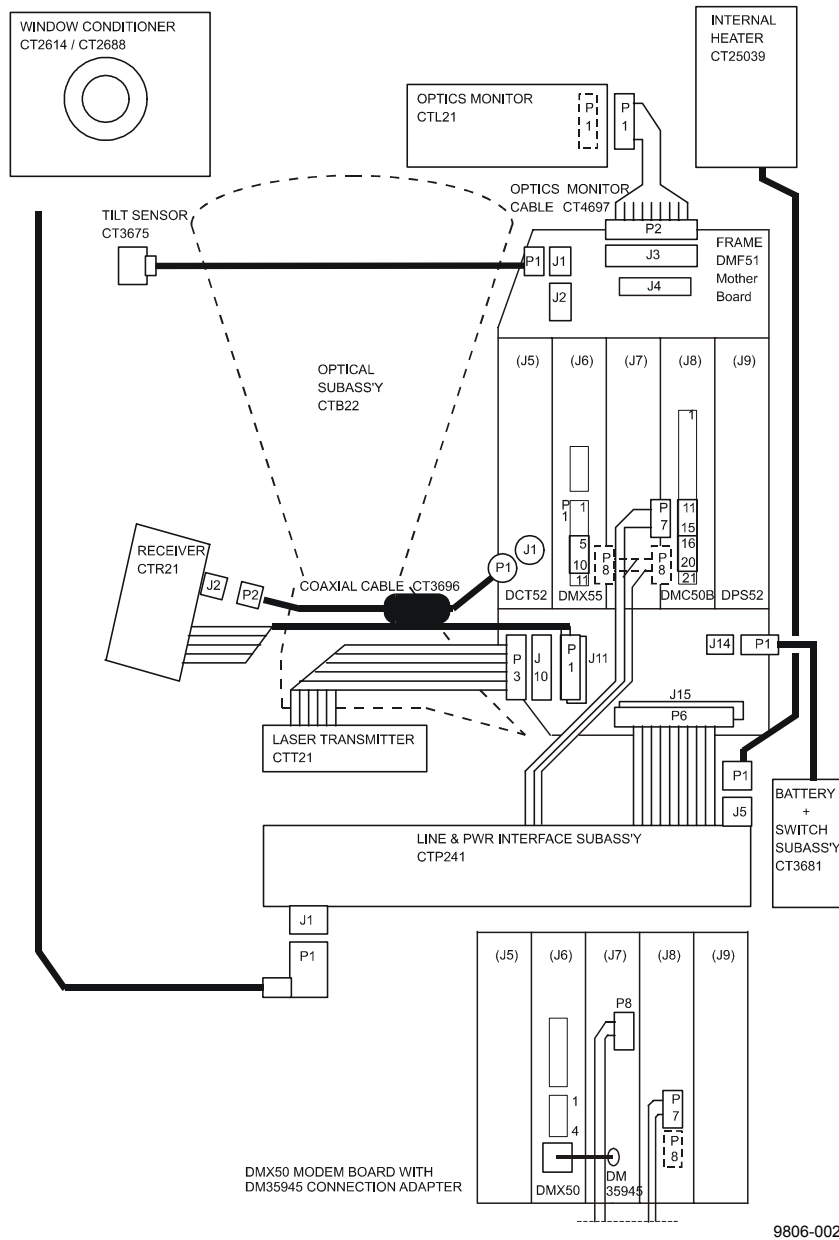 WINDOW CONDITIONER
CT2614 / CT2688
INTERNAL
HEATER
CT25039
OPTICS MONITOR
CTL21
P
1
P
1
OPTICS MONITOR
CABLE CT4697
TILT SENSOR
CT3675
P2
FRAME
DMF51
Mother
Board
P1
J1
J3
J2
J4
(J5)
(J6)
(J7)
(J8)
(J9)
OPTICAL
SUBASS'Y
CTB22
1
P
1
1
P
7
11
15
5
10
11
P
8
P
8
16
20
21
RECEIVER
CTR21
J2
P2
COAXIAL CABLE CT3696
P1
J1
DCT52
DMX55
DMC50B
DPS52
P
3
J
10
P
1
J11
J14
P1
J15
P6
LASER TRANSMITTER
CTT21
P1
J5
BATTERY
+
SWITCH
SUBASS'Y
CT3681
LINE & PWR INTERFACE SUBASS'Y
CTP241
J1
P1
(J5)
(J6)
(J7)
(J8)
(J9)
P8
1
4
P
7
P
8
DMX50 MODEM BOARD WITH
DM35945 CONNECTION ADAPTER
DMX50
DM
35945
9806-002